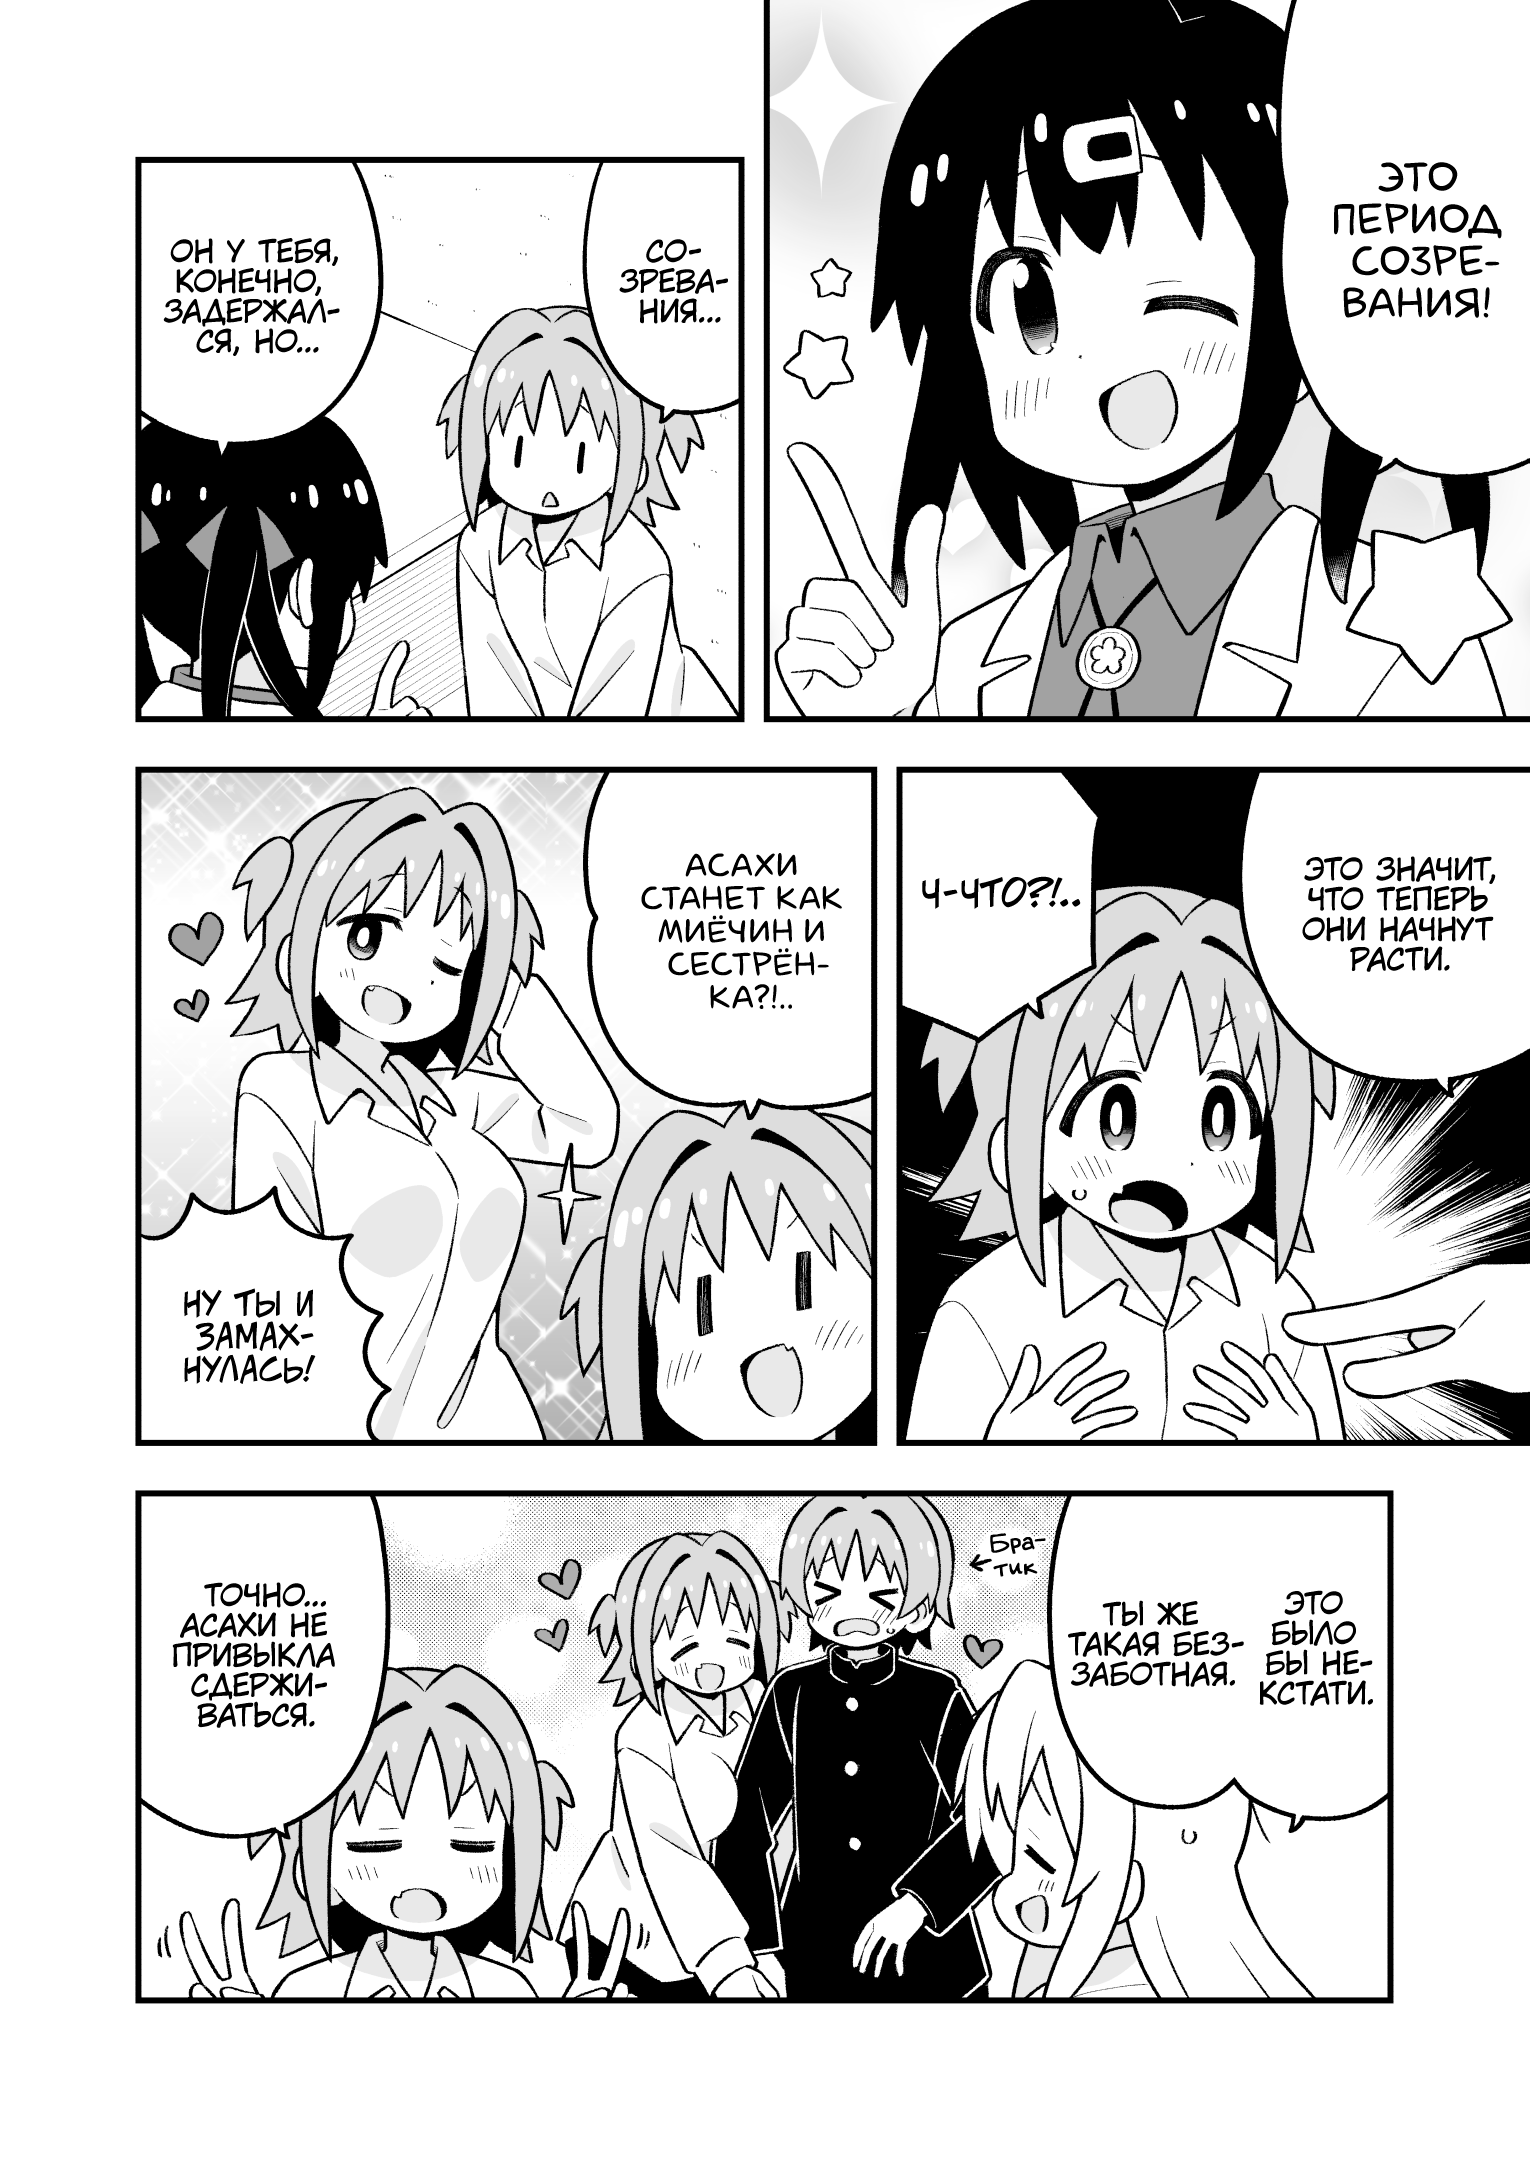 ЭТО
ПЕРИОД
СОЗРЕ-
ВАНИЯ!
СО-
ЗРЕВА-
НИЯ...
ОН У ТЕБЯ,
КОНЕЧНО,
ЗАДЕРЖАЛ-
СЯ, НО...
ЭТО ЗНАЧИТ,
ЧТО ТЕПЕРЬ
ОНИ НАЧНУТ
РАСТИ.
Ч-ЧТО?!..
АСАХИ
СТАНЕТ КАК
МИЁЧИН И
СЕСТРЁН-
КА?!..
НУ ТЫ И
ЗАМАХ-
НУЛАСЬ!
ЭТО
БЫЛО
БЫ НЕ-
КСТАТИ.
ТЫ ЖЕ
ТАКАЯ БЕЗ-
ЗАБОТНАЯ.
Бра-
тик
ТОЧНО...
АСАХИ НЕ
ПРИВЫКЛА
СДЕРЖИ-
ВАТЬСЯ.